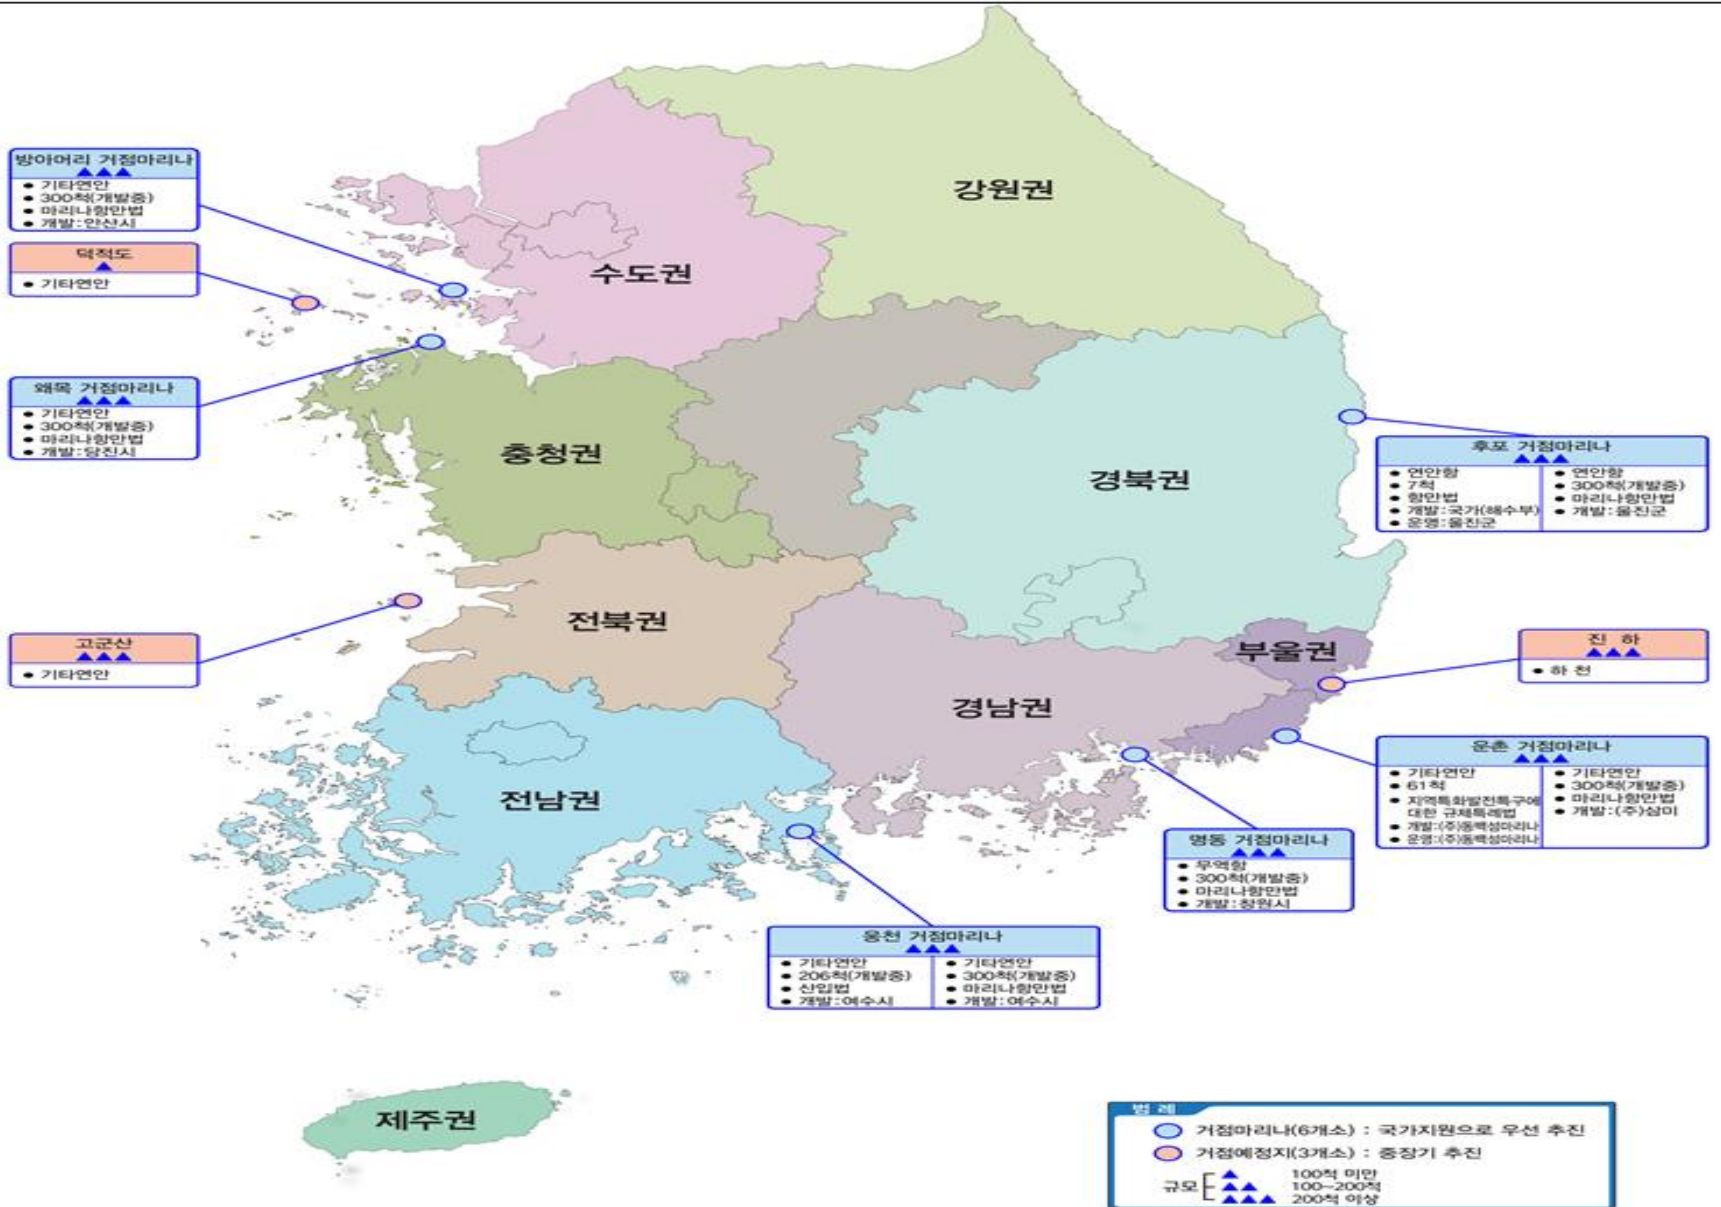 강원권
수도권
충청권
경북권
전북권
부울권
경남권
전남권
제주권
방아머리 거점마리나
▲▲▲
● 기타연안
● 300척(개발중)
● 마리나항만법
● 개발:안산시
덕적도
▲
● 기타연안
왜목 거점마리나
▲▲▲
● 기타연안
● 300척(개발중)
● 마리나항만법
● 개발:당진시
고군산
▲▲▲
● 기타연안
후포 거점마리나
▲▲▲
● 연안항
● 7척
● 항만법
● 개발:국가(해수부)
● 운영:울진군
● 연안항
● 300척(개발중)
● 마리나항만법
● 개발:울진군
진 하
▲▲▲
● 하 천
운촌 거점마리나
▲▲▲
● 기타연안
● 61척
● 지역특화발전특구에
대한 규제특례법
● 개발:(주)동백섬마리나
● 운영:(주)동백섬마리나
● 기타연안
● 300척(개발중)
● 마리나항만법
● 개발:(주)삼미
명동 거점마리나
▲▲▲
● 무역항
● 300척(개발중)
● 마리나항만법
● 개발:창원시
웅천 거점마리나
▲▲▲
● 기타연안
● 206척(개발중)
● 산입법
● 개발:여수시
● 기타연안
● 300척(개발중)
● 마리나항만법
● 개발:여수시
범 례
거점마리나(6개소) : 국가지원으로 우선 추진
거점예정지(3개소) : 중장기 추진
규모
▲ 100척 미만
▲▲ 100~200척
▲▲▲ 200척 이상